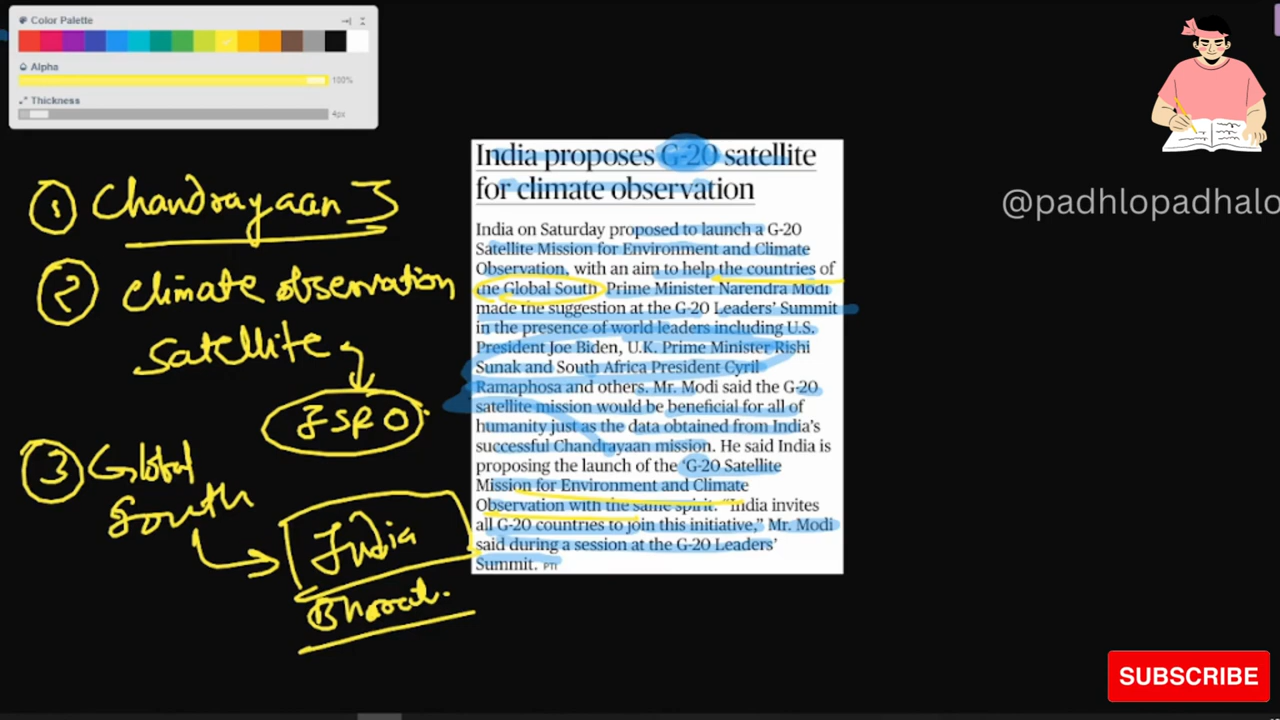 Color Palette
Alpha
100%
Thickness
4px
@padhlopadhalo
① Chandrayaan 3
② Climate observation
satellite
ISRO
③ Global
South
India
Bharat.
India proposes G-20 satellite
for climate observation
India on Saturday proposed to launch a G-20
Satellite Mission for Environment and Climate
Observation, with an aim to help the countries of
the Global South Prime Minister Narendra Modi
made the suggestion at the G-20 Leaders’ Summit
in the presence of world leaders including U.S.
President Joe Biden, U.K. Prime Minister Rishi
Sunak and South Africa President Cyril
Ramaphosa and others. Mr. Modi said the G-20
satellite mission would be beneficial for all of
humanity just as the data obtained from India’s
successful Chandrayaan mission. He said India is
proposing the launch of the ‘G-20 Satellite
Mission for Environment and Climate
Observation with the same spirit. “India invites
all G-20 countries to join this initiative,” Mr. Modi
said during a session at the G-20 Leaders’
Summit. PTI
SUBSCRIBE